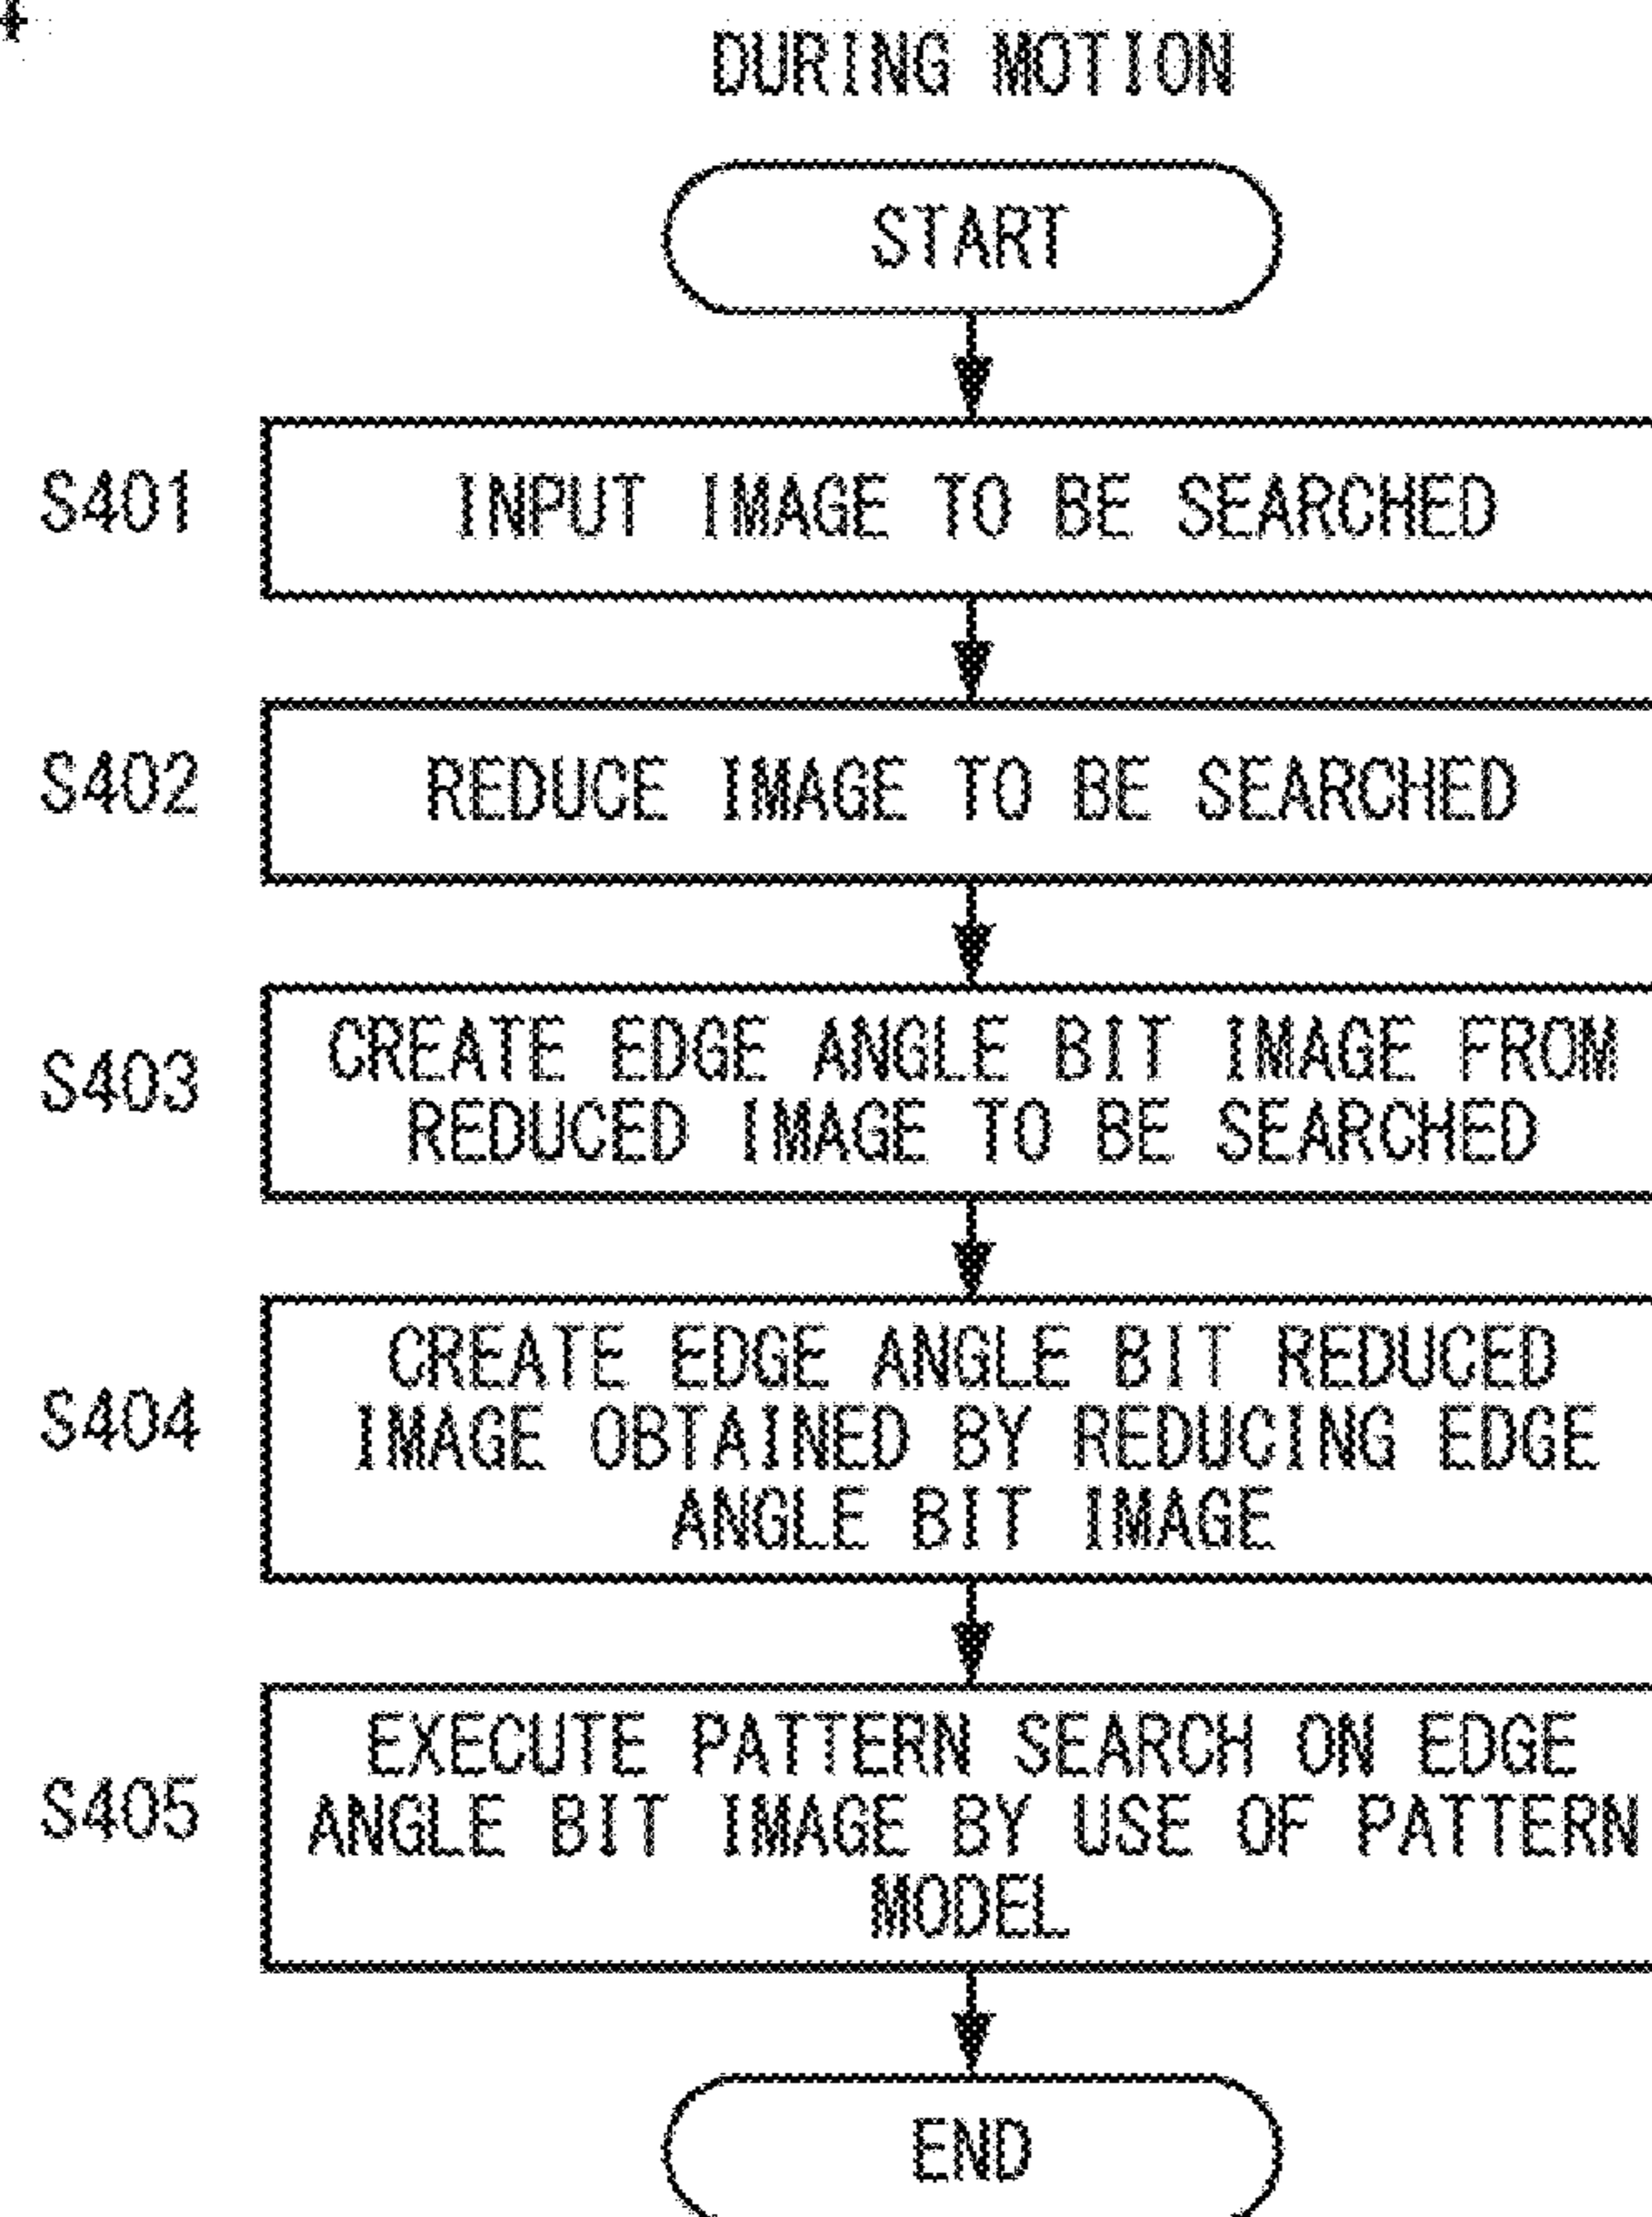 DURING MOTION
START
S401
INPUT IMAGE TO BE SEARCHED
S402
REDUCE IMAGE TO BE SEARCHED
S403
CREATE EDGE ANGLE BIT IMAGE FROM
REDUCED IMAGE TO BE SEARCHED
S404
CREATE EDGE ANGLE BIT REDUCED
IMAGE OBTAINED BY REDUCING EDGE
ANGLE BIT IMAGE
S405
EXECUTE PATTERN SEARCH ON EDGE
ANGLE BIT IMAGE BY USE OF PATTERN
MODEL
END